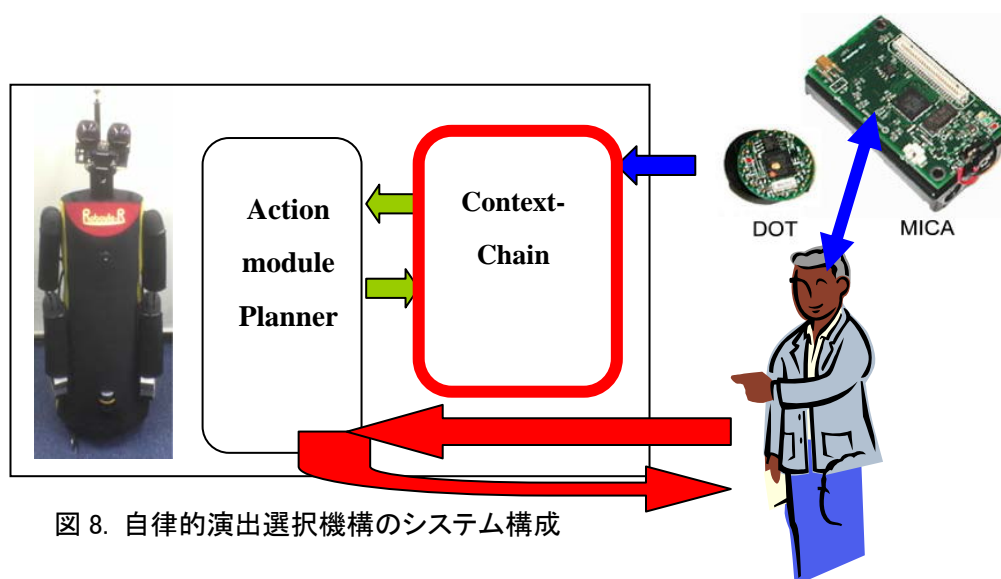 Action
module
Planner
Context-
Chain
DOT
MICA
図 8. 自律的演出選択機構のシステム構成